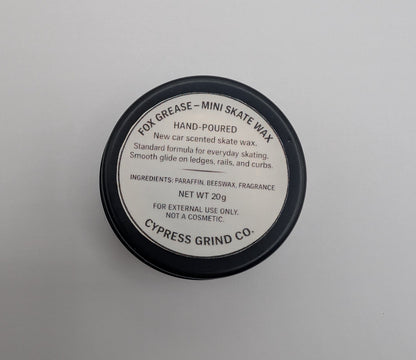 FOX GREASE – MINI SKATE WAX
HAND-POURED
New car scented skate wax.
Standard formula for everyday skating.
Smooth glide on ledges, rails, and curbs.
INGREDIENTS: PARAFFIN, BEESWAX, FRAGRANCE
NET WT 20g
FOR EXTERNAL USE ONLY.
NOT A COSMETIC.
CYPRESS GRIND CO.